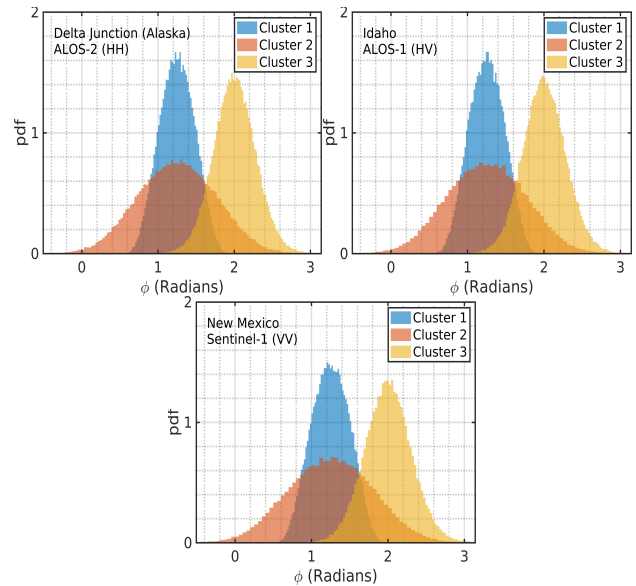 Delta Junction (Alaska)
ALOS-2 (HH)
Cluster 1
Cluster 2
Cluster 3
pdf
2
1
0
0 1 2 3
ϕ (Radians)
Idaho
ALOS-1 (HV)
Cluster 1
Cluster 2
Cluster 3
pdf
2
1
0
0 1 2 3
ϕ (Radians)
New Mexico
Sentinel-1 (VV)
Cluster 1
Cluster 2
Cluster 3
pdf
2
1
0
0 1 2 3
ϕ (Radians)